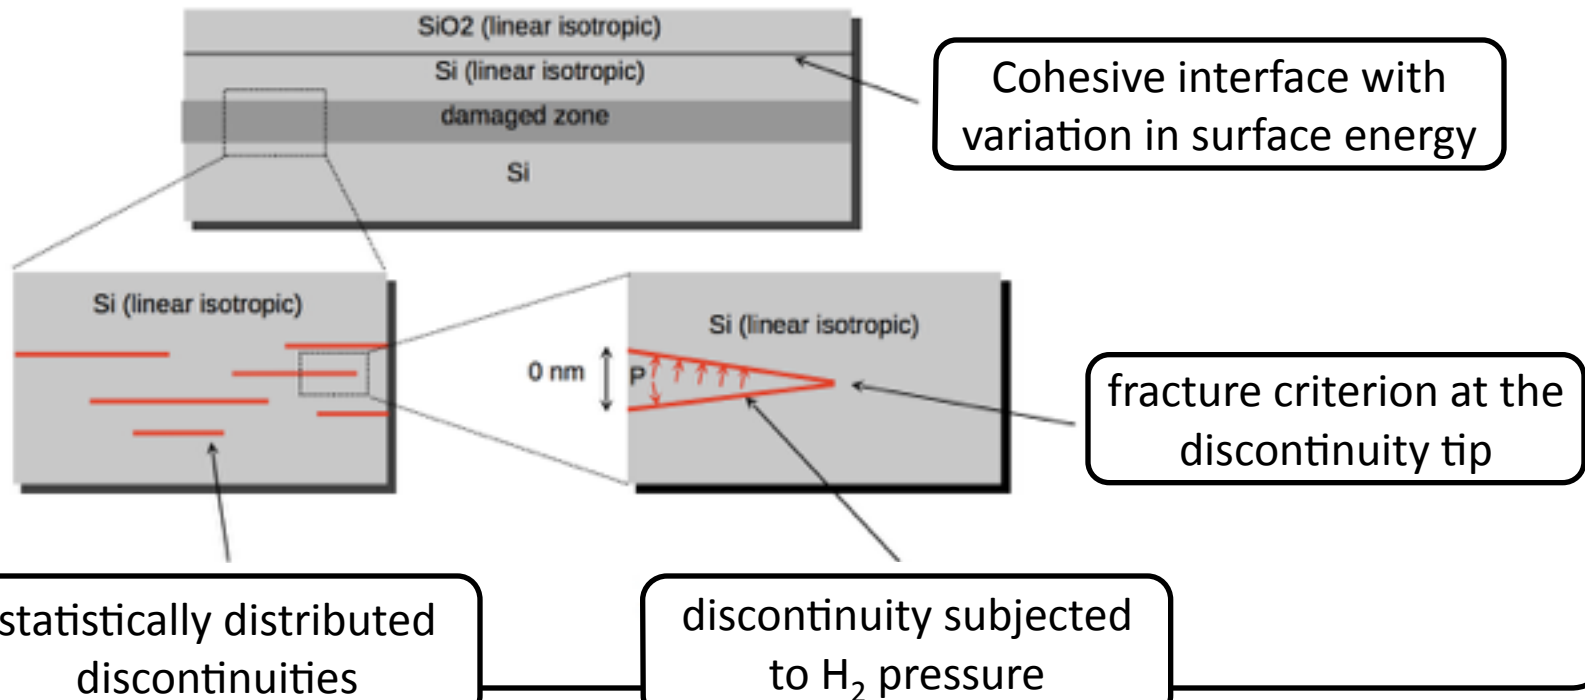 SiO2 (linear isotropic)
Si (linear isotropic)
damaged zone
Si
Cohesive interface with
variation in surface energy
Si (linear isotropic)
Si (linear isotropic)
0 nm
P
fracture criterion at the
discontinuity tip
statistically distributed
discontinuities
discontinuity subjected
to H₂ pressure